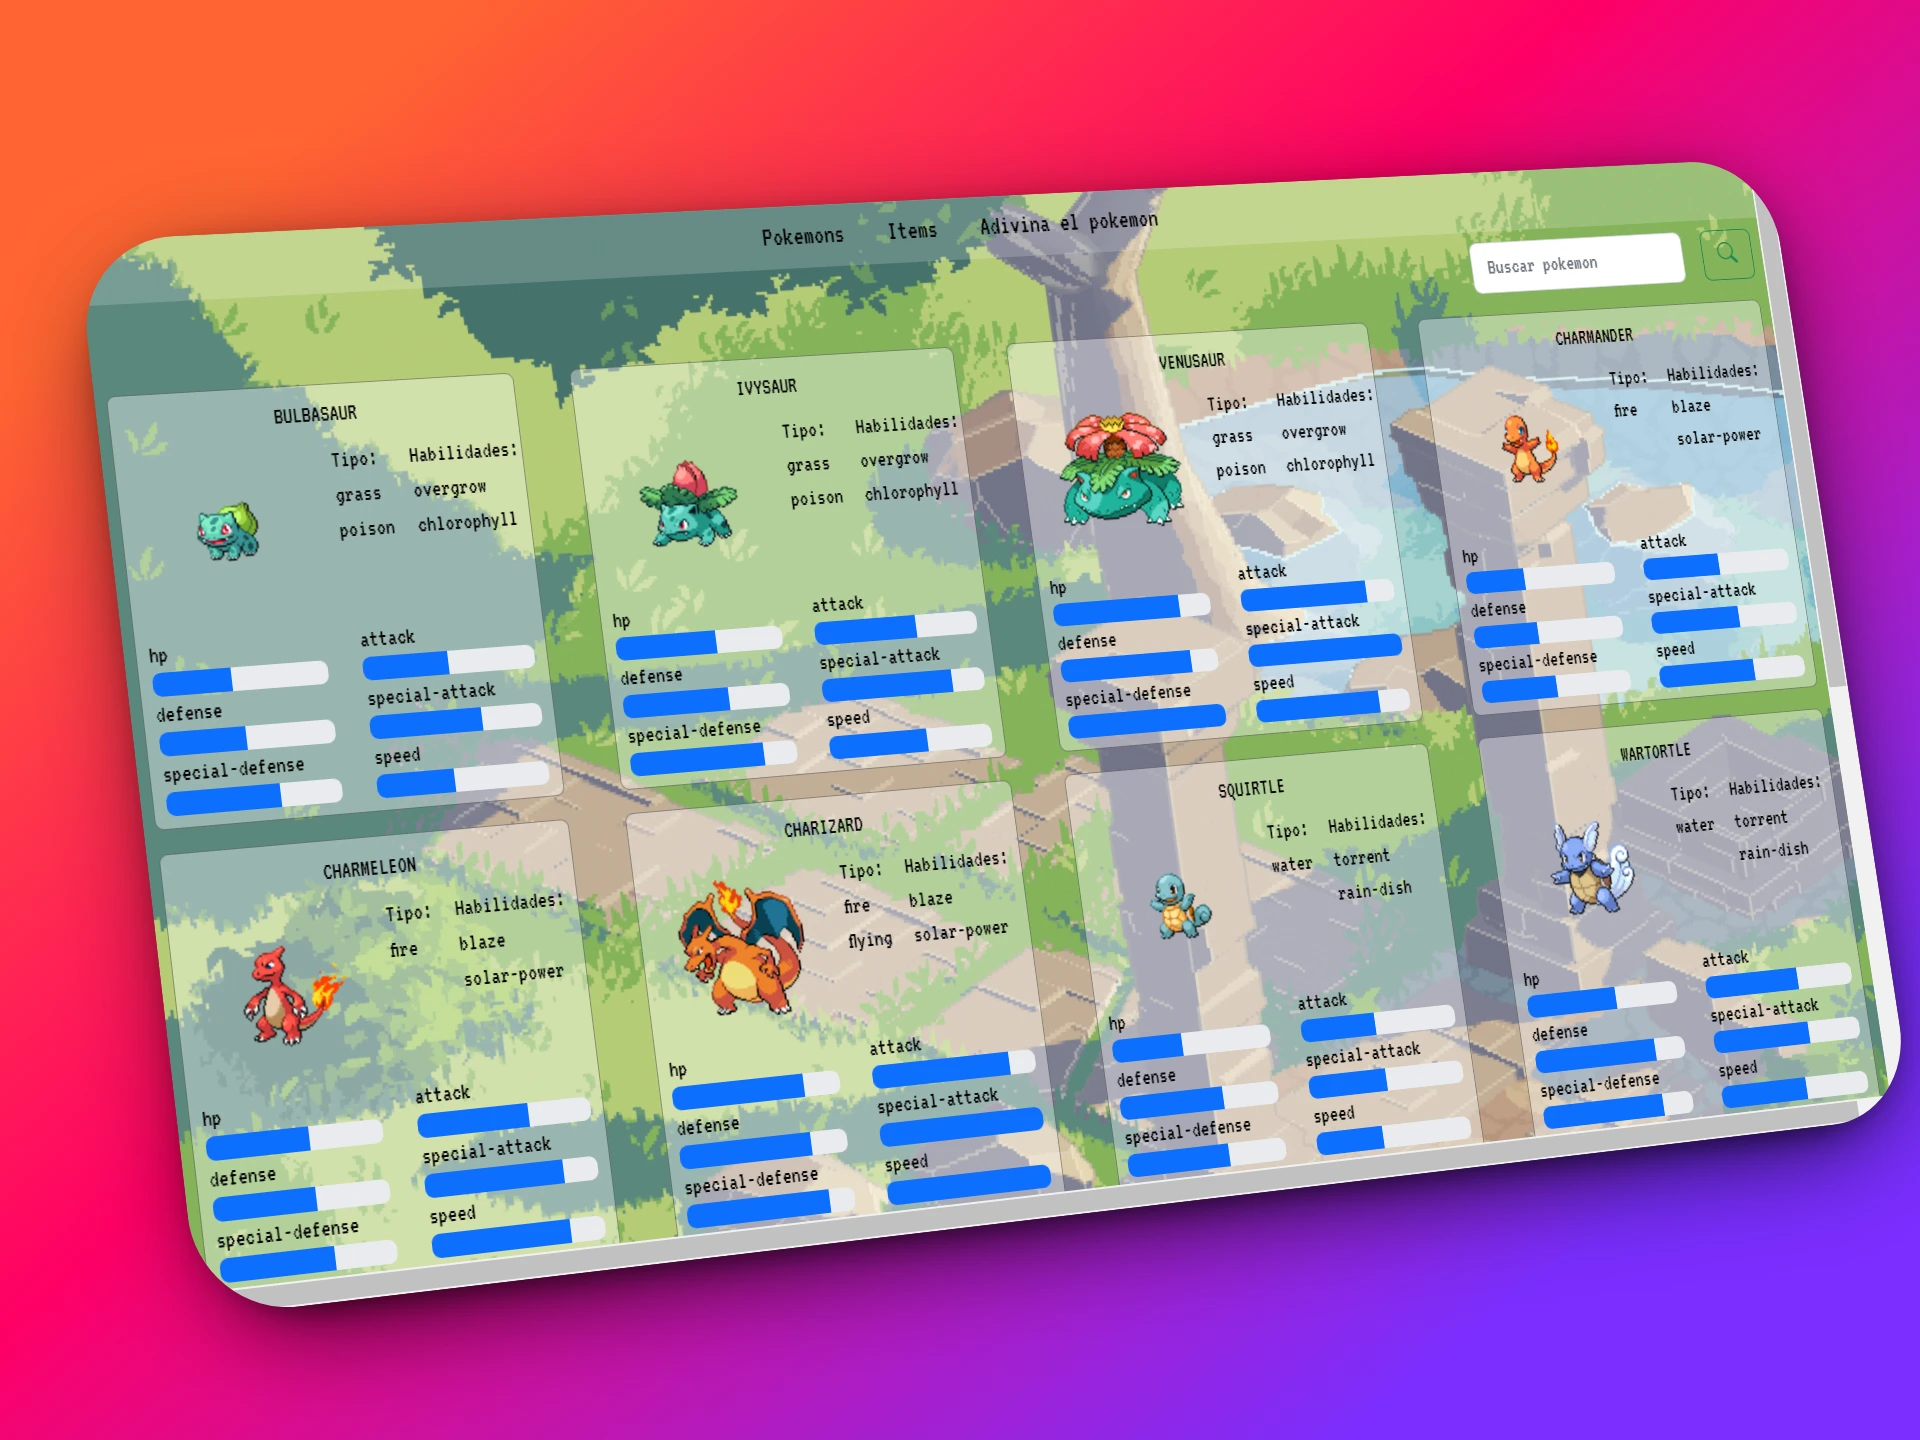 Pokemons Items Adivina el pokemon
Buscar pokemon
BULBASAUR
Tipo: Habilidades:
grass overgrow
poison chlorophyll
hp attack
defense special-attack
special-defense speed
IVYSAUR
Tipo: Habilidades:
grass overgrow
poison chlorophyll
hp attack
defense special-attack
special-defense speed
VENUSAUR
Tipo: Habilidades:
grass overgrow
poison chlorophyll
hp attack
defense special-attack
special-defense speed
CHARMANDER
Tipo: Habilidades:
fire blaze
solar-power
hp attack
defense special-attack
special-defense speed
CHARMELEON
Tipo: Habilidades:
fire blaze
solar-power
hp attack
defense special-attack
special-defense speed
CHARIZARD
Tipo: Habilidades:
fire blaze
flying solar-power
hp attack
defense special-attack
special-defense speed
SQUIRTLE
Tipo: Habilidades:
water torrent
rain-dish
hp attack
defense special-attack
special-defense speed
WARTORTLE
Tipo: Habilidades:
water torrent
rain-dish
hp attack
defense special-attack
special-defense speed